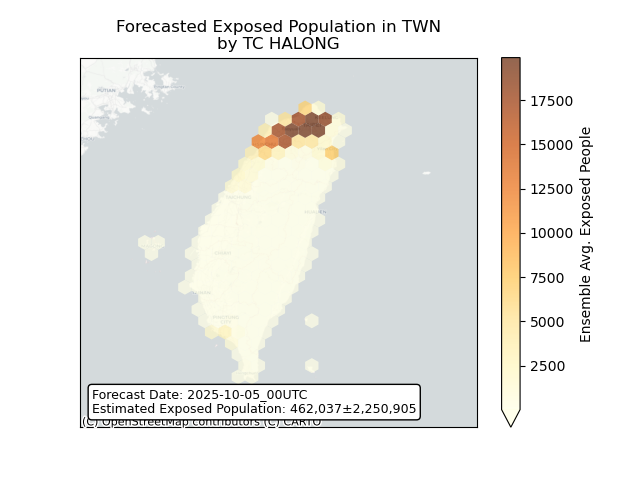 Forecasted Exposed Population in TWN
by TC HALONG
17500
15000
12500
10000
7500
5000
2500
Ensemble Avg. Exposed People
Forecast Date: 2025-10-05_00UTC
Estimated Exposed Population: 462,037±2,250,905
(C) OpenStreetMap contributors (C) CARTO